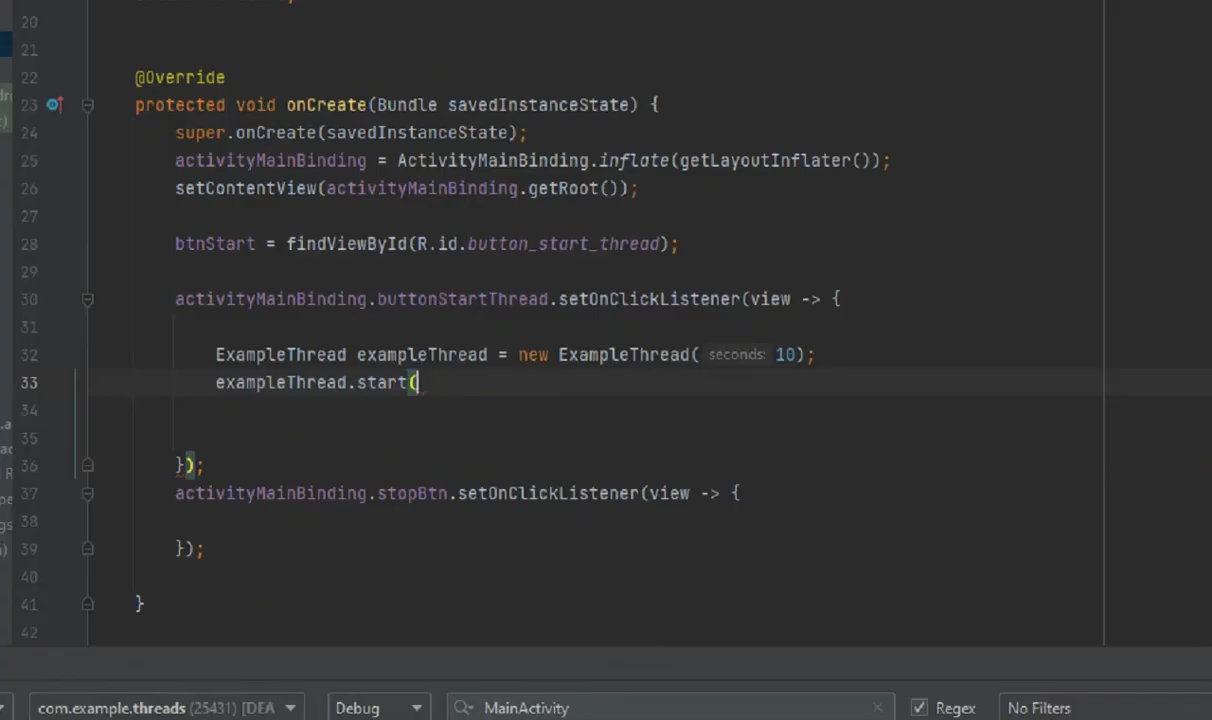 20
21
22 @Override
23 protected void onCreate(Bundle savedInstanceState) {
24 super.onCreate(savedInstanceState);
25 activityMainBinding = ActivityMainBinding.inflate(getLayoutInflater());
26 setContentView(activityMainBinding.getRoot());
27
28 btnStart = findViewById(R.id.button_start_thread);
29
30 activityMainBinding.buttonStartThread.setOnClickListener(view -> {
31
32 ExampleThread exampleThread = new ExampleThread( seconds: 10);
33 exampleThread.start(
34
35
36 });
37 activityMainBinding.stopBtn.setOnClickListener(view -> {
38
39 });
40
41 }
42
com.example.threads (25431) [DEA Debug MainActivity Regex No Filters